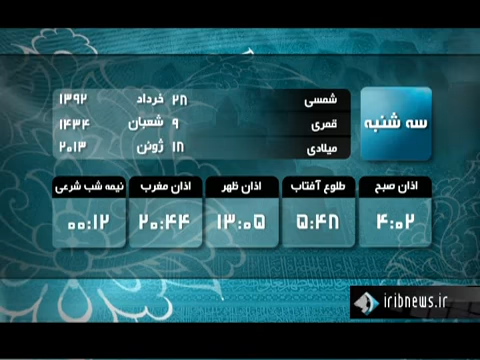 سه شنبه
شمسی ۲۸ خرداد ۱۳۹۲
قمری ۹ شعبان ۱۴۳۴
میلادی ۱۸ ژوئن ۲۰۱۳
اذان صبح طلوع آفتاب اذان ظهر اذان مغرب نیمه شب شرعی
۴:۰۲ ۵:۴۸ ۱۳:۰۵ ۲۰:۴۴ ۰۰:۱۲
iribnews.ir